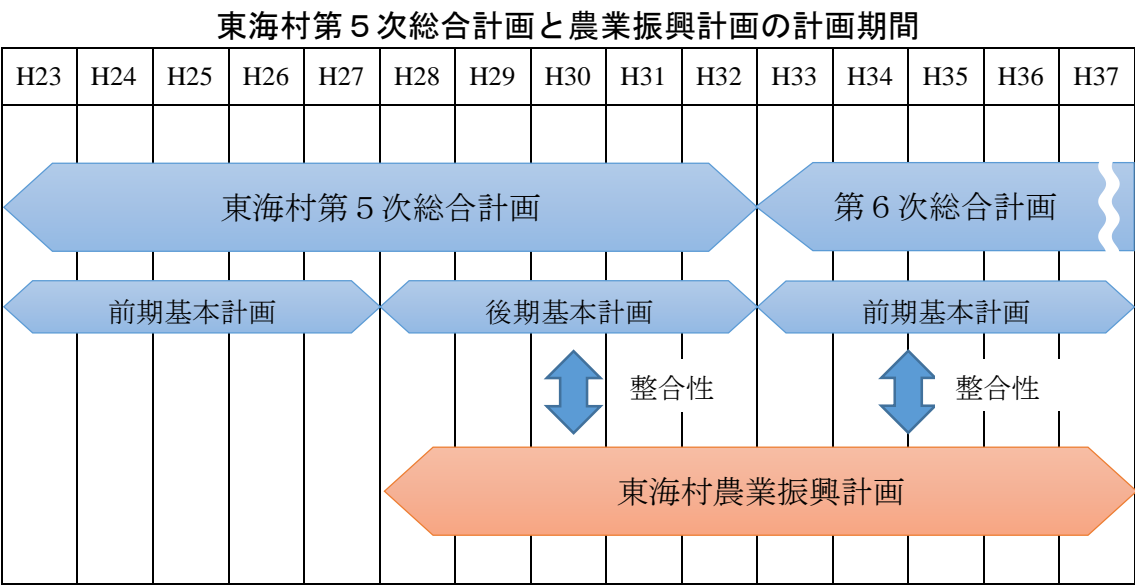 東海村第５次総合計画と農業振興計画の計画期間
H23 H24 H25 H26 H27 H28 H29 H30 H31 H32 H33 H34 H35 H36 H37
東海村第５次総合計画 第６次総合計画
前期基本計画 後期基本計画 前期基本計画
整合性 整合性
東海村農業振興計画